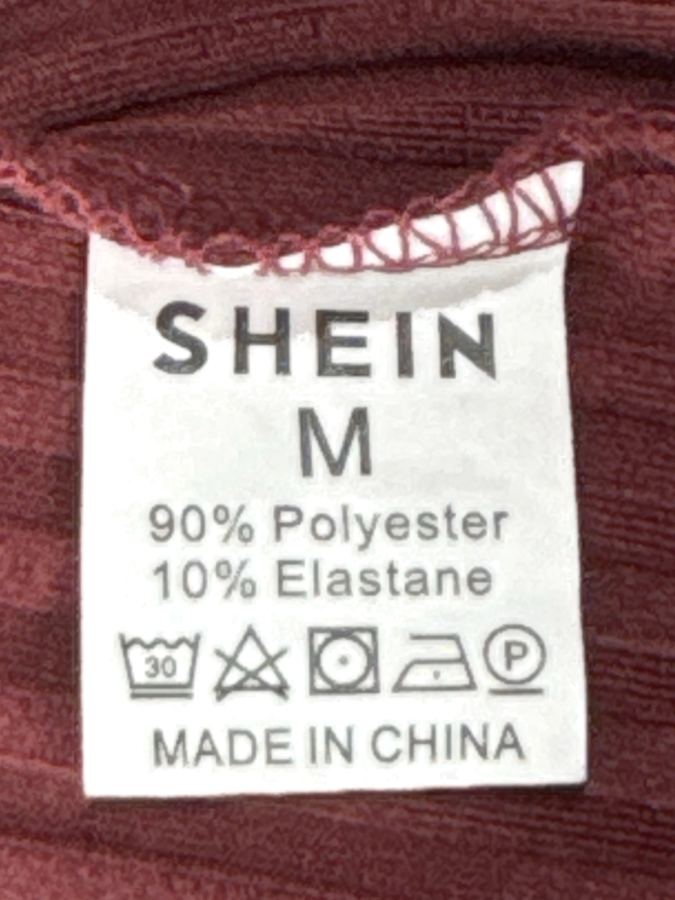 SHEIN
M
90% Polyester
10% Elastane
30 P
MADE IN CHINA